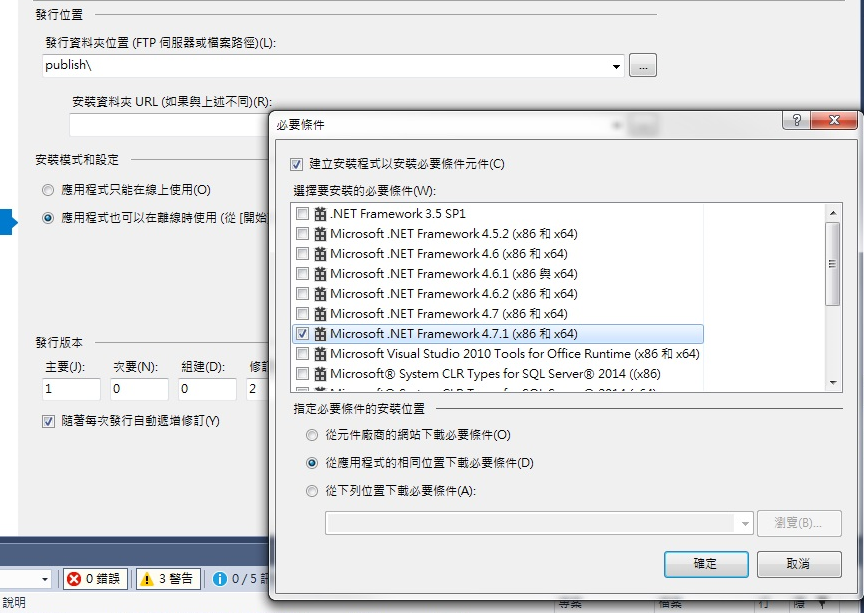 發行位置
發行資料夾位置 (FTP 伺服器或檔案路徑)(L):
publish\
...
安裝資料夾 URL (如果與上述不同)(R):
安裝模式和設定
應用程式只能在線上使用(O)
應用程式也可以在離線時使用 (從 [開始
發行版本
主要(J):
次要(N):
組建(D):
修訂
1
0
0
2
隨著每次發行自動遞增修訂(Y)
0 錯誤
3 警告
0 / 5
說明
必要條件
建立安裝程式以安裝必要條件元件(C)
選擇要安裝的必要條件(W):
.NET Framework 3.5 SP1
Microsoft .NET Framework 4.5.2 (x86 和 x64)
Microsoft .NET Framework 4.6 (x86 和 x64)
Microsoft .NET Framework 4.6.1 (x86 與 x64)
Microsoft .NET Framework 4.6.2 (x86 和 x64)
Microsoft .NET Framework 4.7 (x86 和 x64)
Microsoft .NET Framework 4.7.1 (x86 和 x64)
Microsoft Visual Studio 2010 Tools for Office Runtime (x86 和 x64)
Microsoft® System CLR Types for SQL Server® 2014 ((x86)
Microsoft® System CLR Types for SQL Server® 2014 (x64)
指定必要條件的安裝位置
從元件廠商的網站下載必要條件(O)
從應用程式的相同位置下載必要條件(D)
從下列位置下載必要條件(A):
瀏覽(B)...
確定
取消
專案
檔案
行